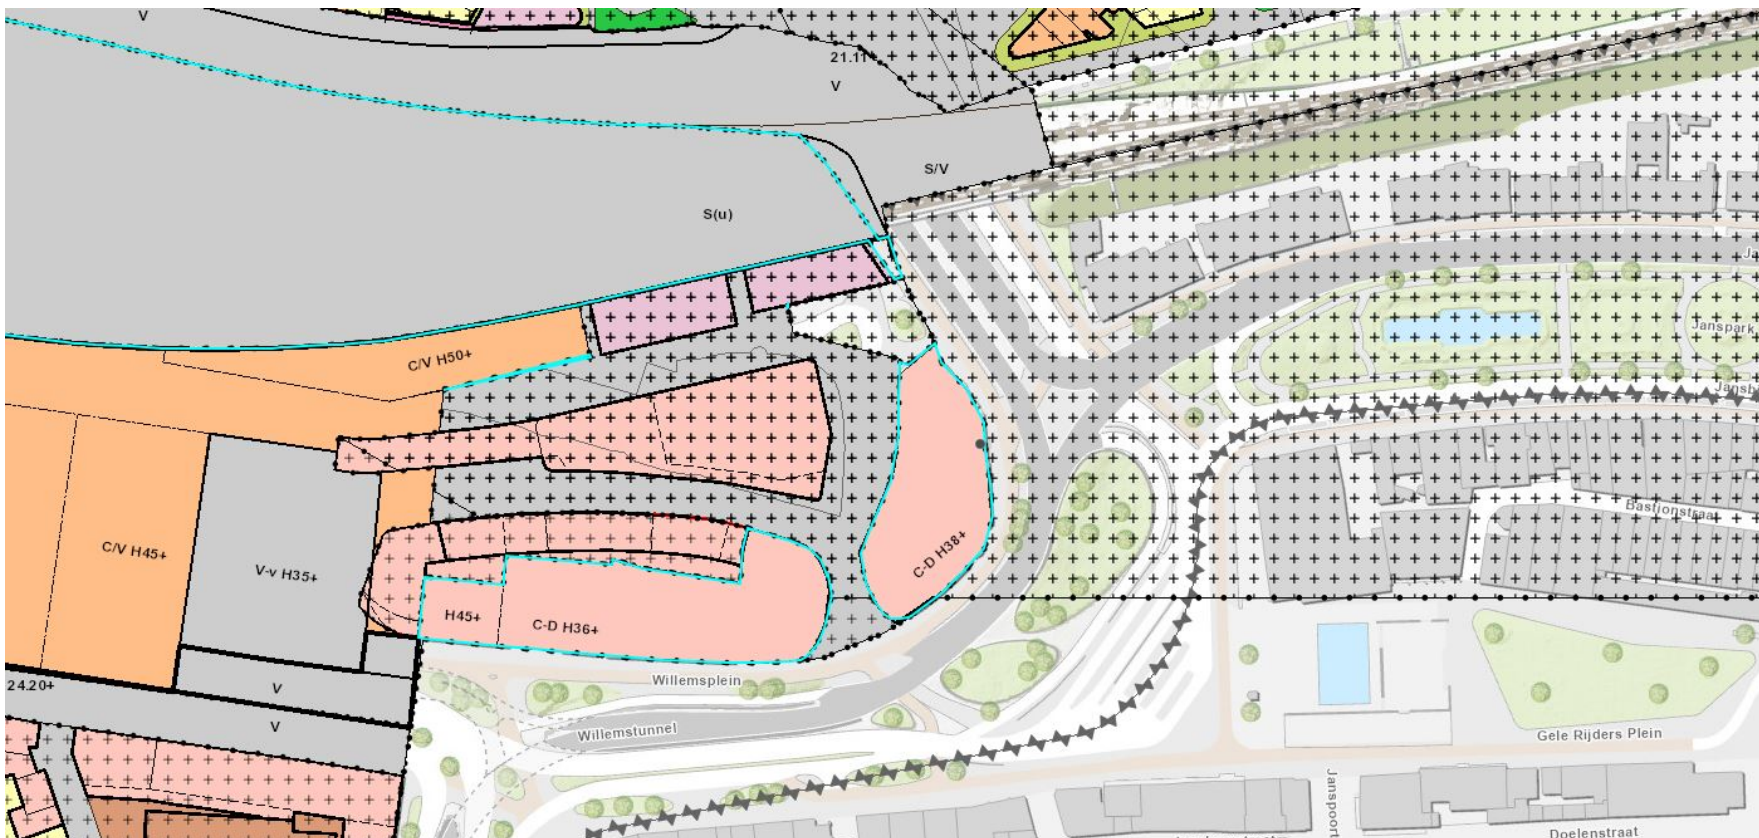 V
21.11
V
S/V
S(u)
C/V H50+
Janspark
C/V H45+
V-v H35+
Bastionstraat
C-D H38+
H45+
C-D H36+
Willemsplein
24.20+
V
V
Willemstunnel
Gele Rijders Plein
Janspoort
Doelenstraat